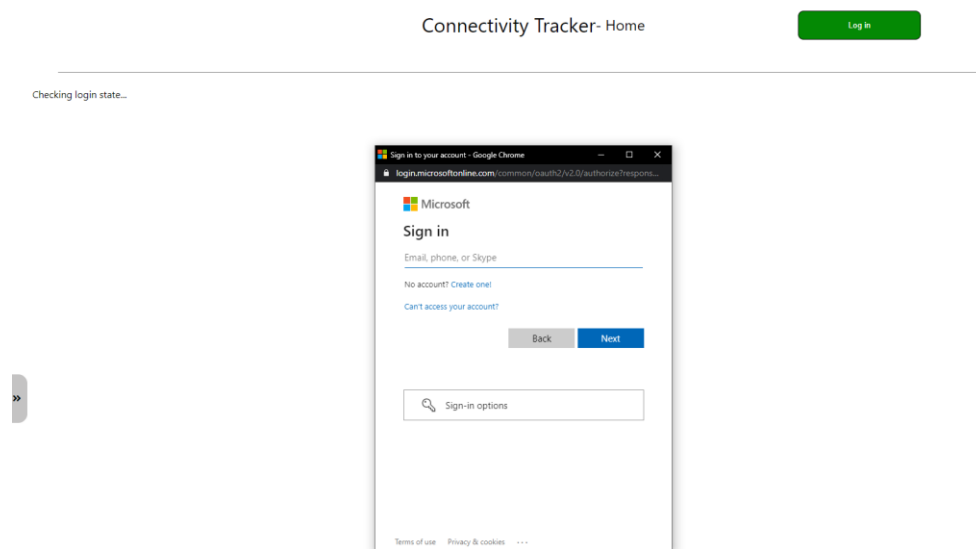 Connectivity Tracker- Home
Log in
Checking login state...
Sign in to your account - Google Chrome
login.microsoftonline.com/common/oauth2/v2.0/authorize?respons...
Microsoft
Sign in
Email, phone, or Skype
No account? Create one!
Can't access your account?
Back
Next
»
Sign-in options
Terms of use
Privacy & cookies
...